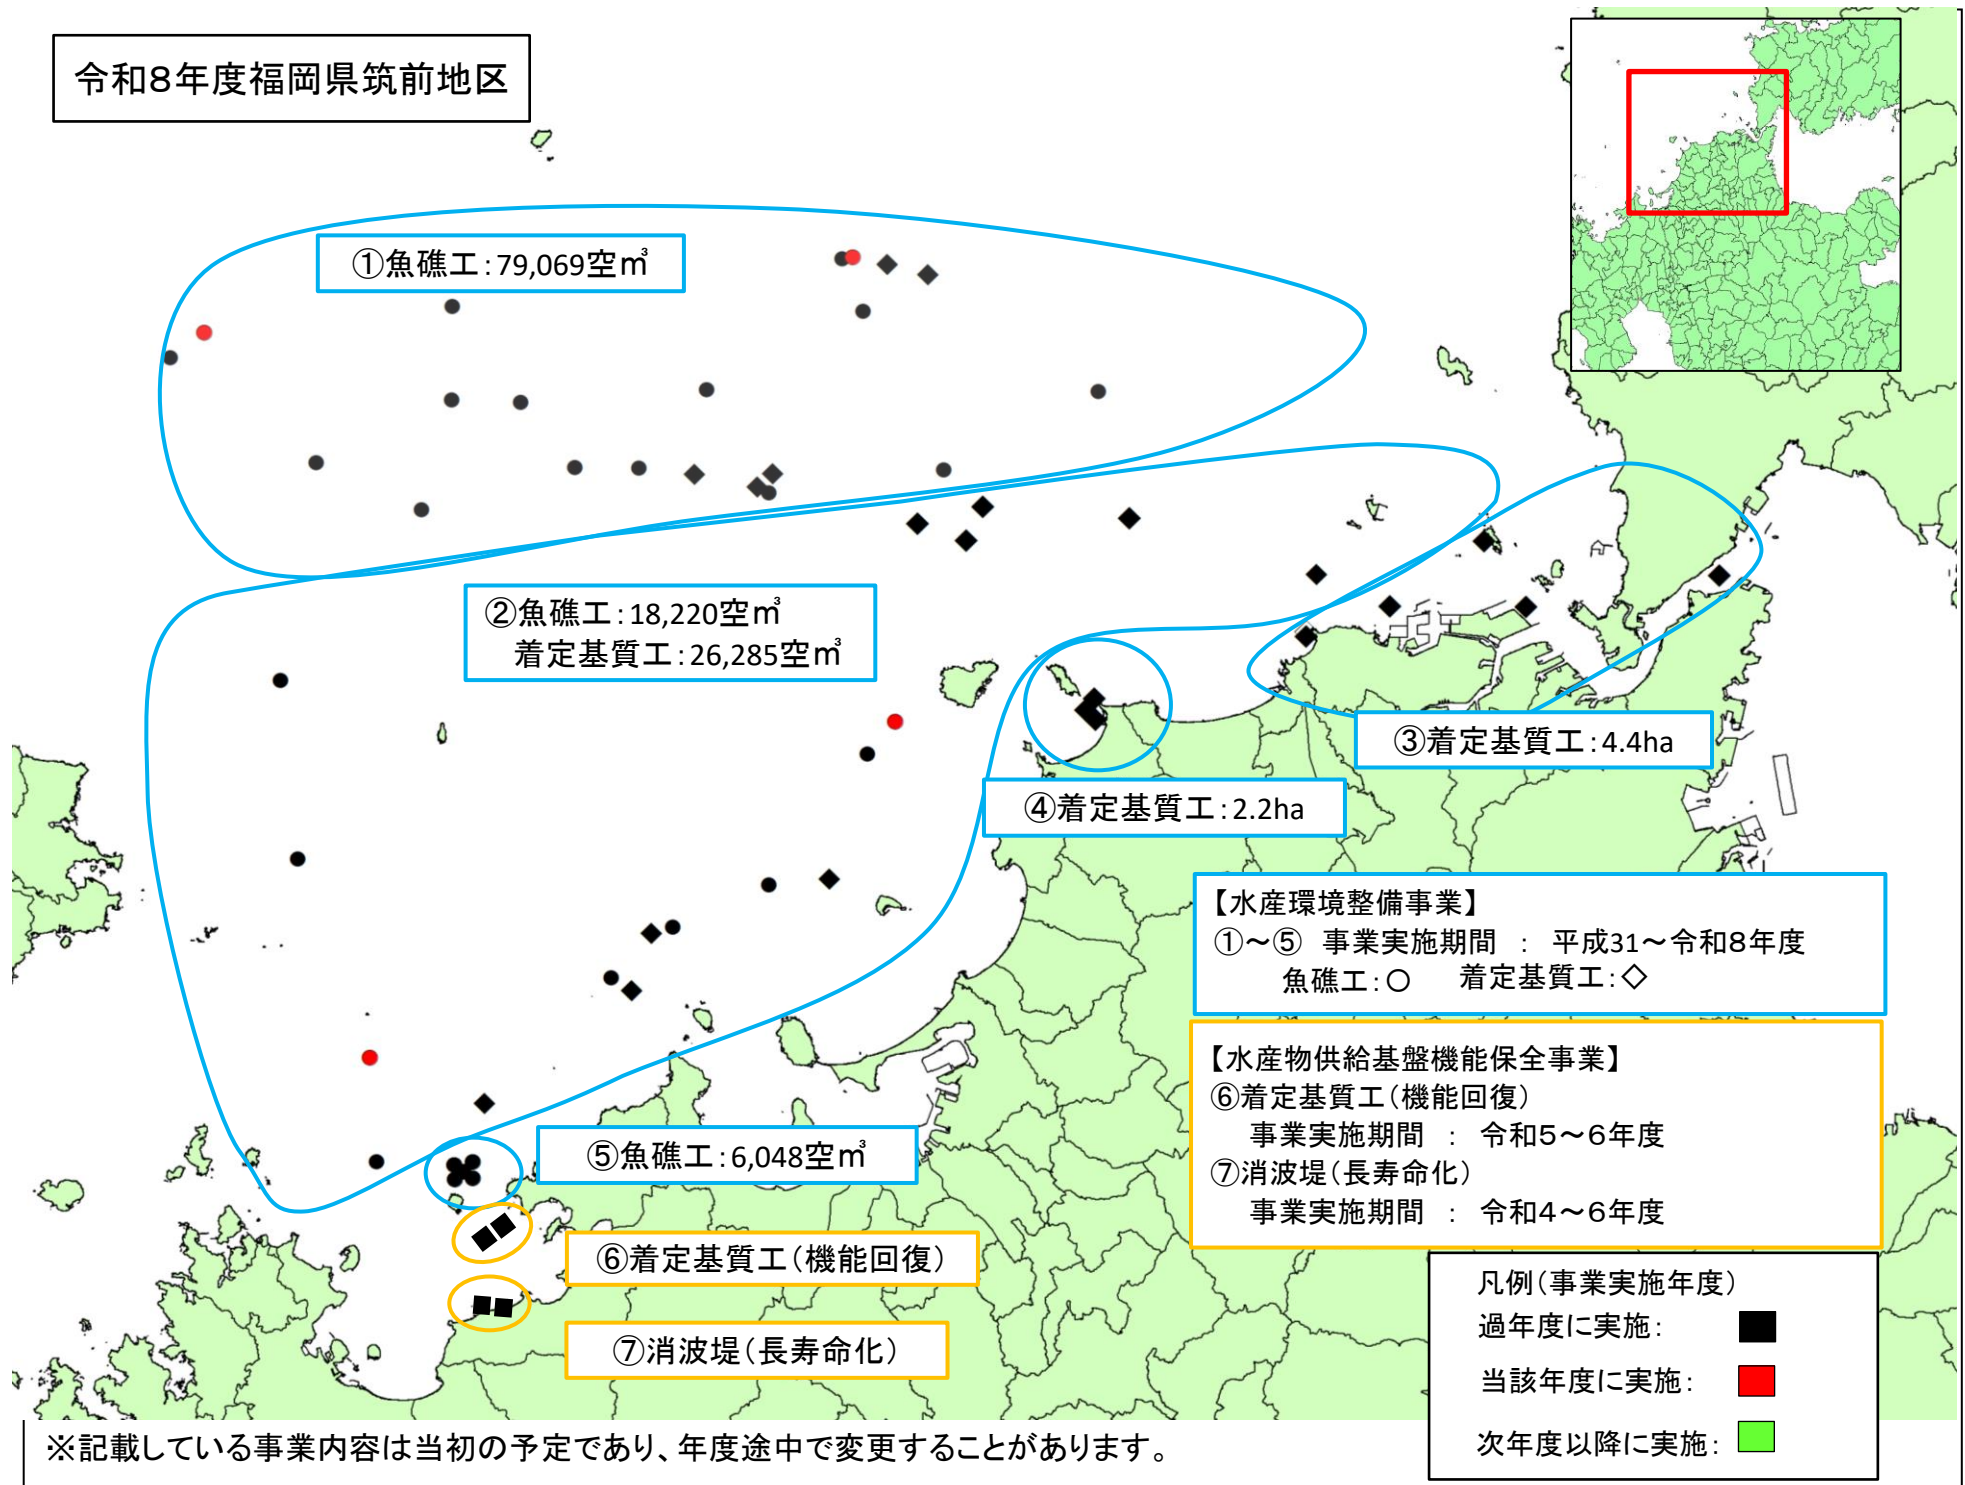 令和８年度福岡県筑前地区
①魚礁工：79,069空㎥
②魚礁工：18,220空㎥
着定基質工：26,285空㎥
③着定基質工：4.4ha
④着定基質工：2.2ha
【水産環境整備事業】
①～⑤　事業実施期間　：　平成31～令和８年度
魚礁工：○　着定基質工：◇
【水産物供給基盤機能保全事業】
⑥着定基質工（機能回復）
事業実施期間　：　令和５～６年度
⑦消波堤（長寿命化）
事業実施期間　：　令和４～６年度
⑤魚礁工：6,048空㎥
⑥着定基質工（機能回復）
⑦消波堤（長寿命化）
凡例（事業実施年度）
過年度に実施：
当該年度に実施：
次年度以降に実施：
※記載している事業内容は当初の予定であり、年度途中で変更することがあります。